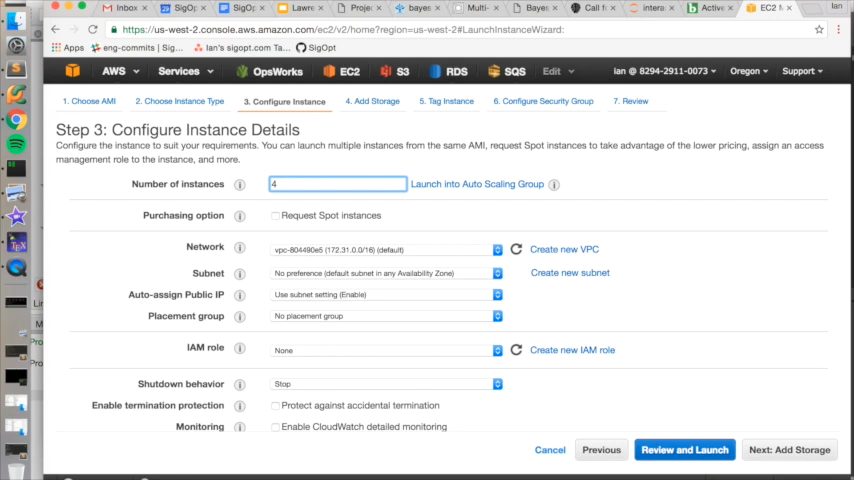 Inbox
SigOp
SigOp
Lawre
Projec
bayes
Multi-
Bayes
Call f
intera
Active
EC2 M
Ian
https://us-west-2.console.aws.amazon.com/ec2/v2/home?region=us-west-2#LaunchInstanceWizard:
Apps
eng-commits | Sig...
Ian's sigopt.com Ta...
SigOpt
AWS
Services
OpsWorks
EC2
S3
RDS
SQS
Edit
ian @ 8294-2911-0073
Oregon
Support
1. Choose AMI
2. Choose Instance Type
3. Configure Instance
4. Add Storage
5. Tag Instance
6. Configure Security Group
7. Review
Step 3: Configure Instance Details
Configure the instance to suit your requirements. You can launch multiple instances from the same AMI, request Spot instances to take advantage of the lower pricing, assign an access
management role to the instance, and more.
Number of instances
4
Launch into Auto Scaling Group
Purchasing option
Request Spot instances
Network
vpc-804490e5 (172.31.0.0/16) (default)
Create new VPC
Subnet
No preference (default subnet in any Availability Zone)
Create new subnet
Auto-assign Public IP
Use subnet setting (Enable)
Placement group
No placement group
IAM role
None
Create new IAM role
Shutdown behavior
Stop
Enable termination protection
Protect against accidental termination
Monitoring
Enable CloudWatch detailed monitoring
Cancel
Previous
Review and Launch
Next: Add Storage